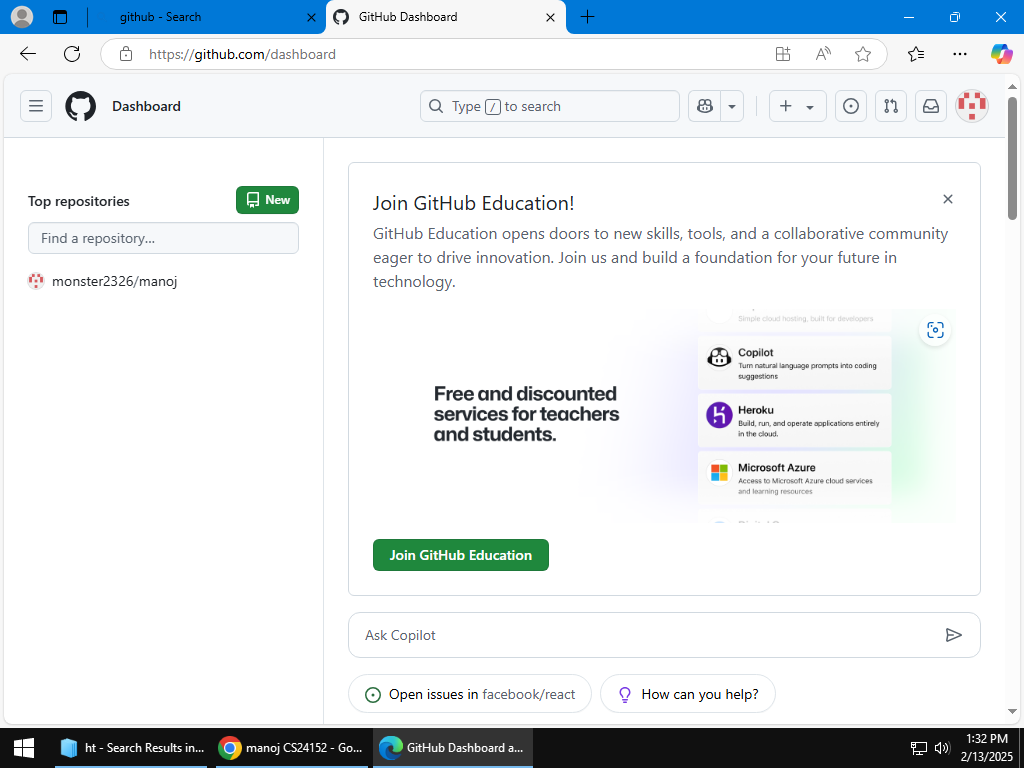 github - Search
GitHub Dashboard
https://github.com/dashboard
Dashboard
Type / to search
Top repositories
New
Find a repository...
monster2326/manoj
Join GitHub Education!
GitHub Education opens doors to new skills, tools, and a collaborative community
eager to drive innovation. Join us and build a foundation for your future in
technology.
Free and discounted
services for teachers
and students.
Simple cloud hosting, built for developers
Copilot
Turn natural language prompts into coding
suggestions
Heroku
Build, run, and operate applications entirely
in the cloud.
Microsoft Azure
Access to Microsoft Azure cloud services
and learning resources
Join GitHub Education
Ask Copilot
Open issues in facebook/react
How can you help?
ht - Search Results in...
manoj CS24152 - Go...
GitHub Dashboard a...
1:32 PM
2/13/2025